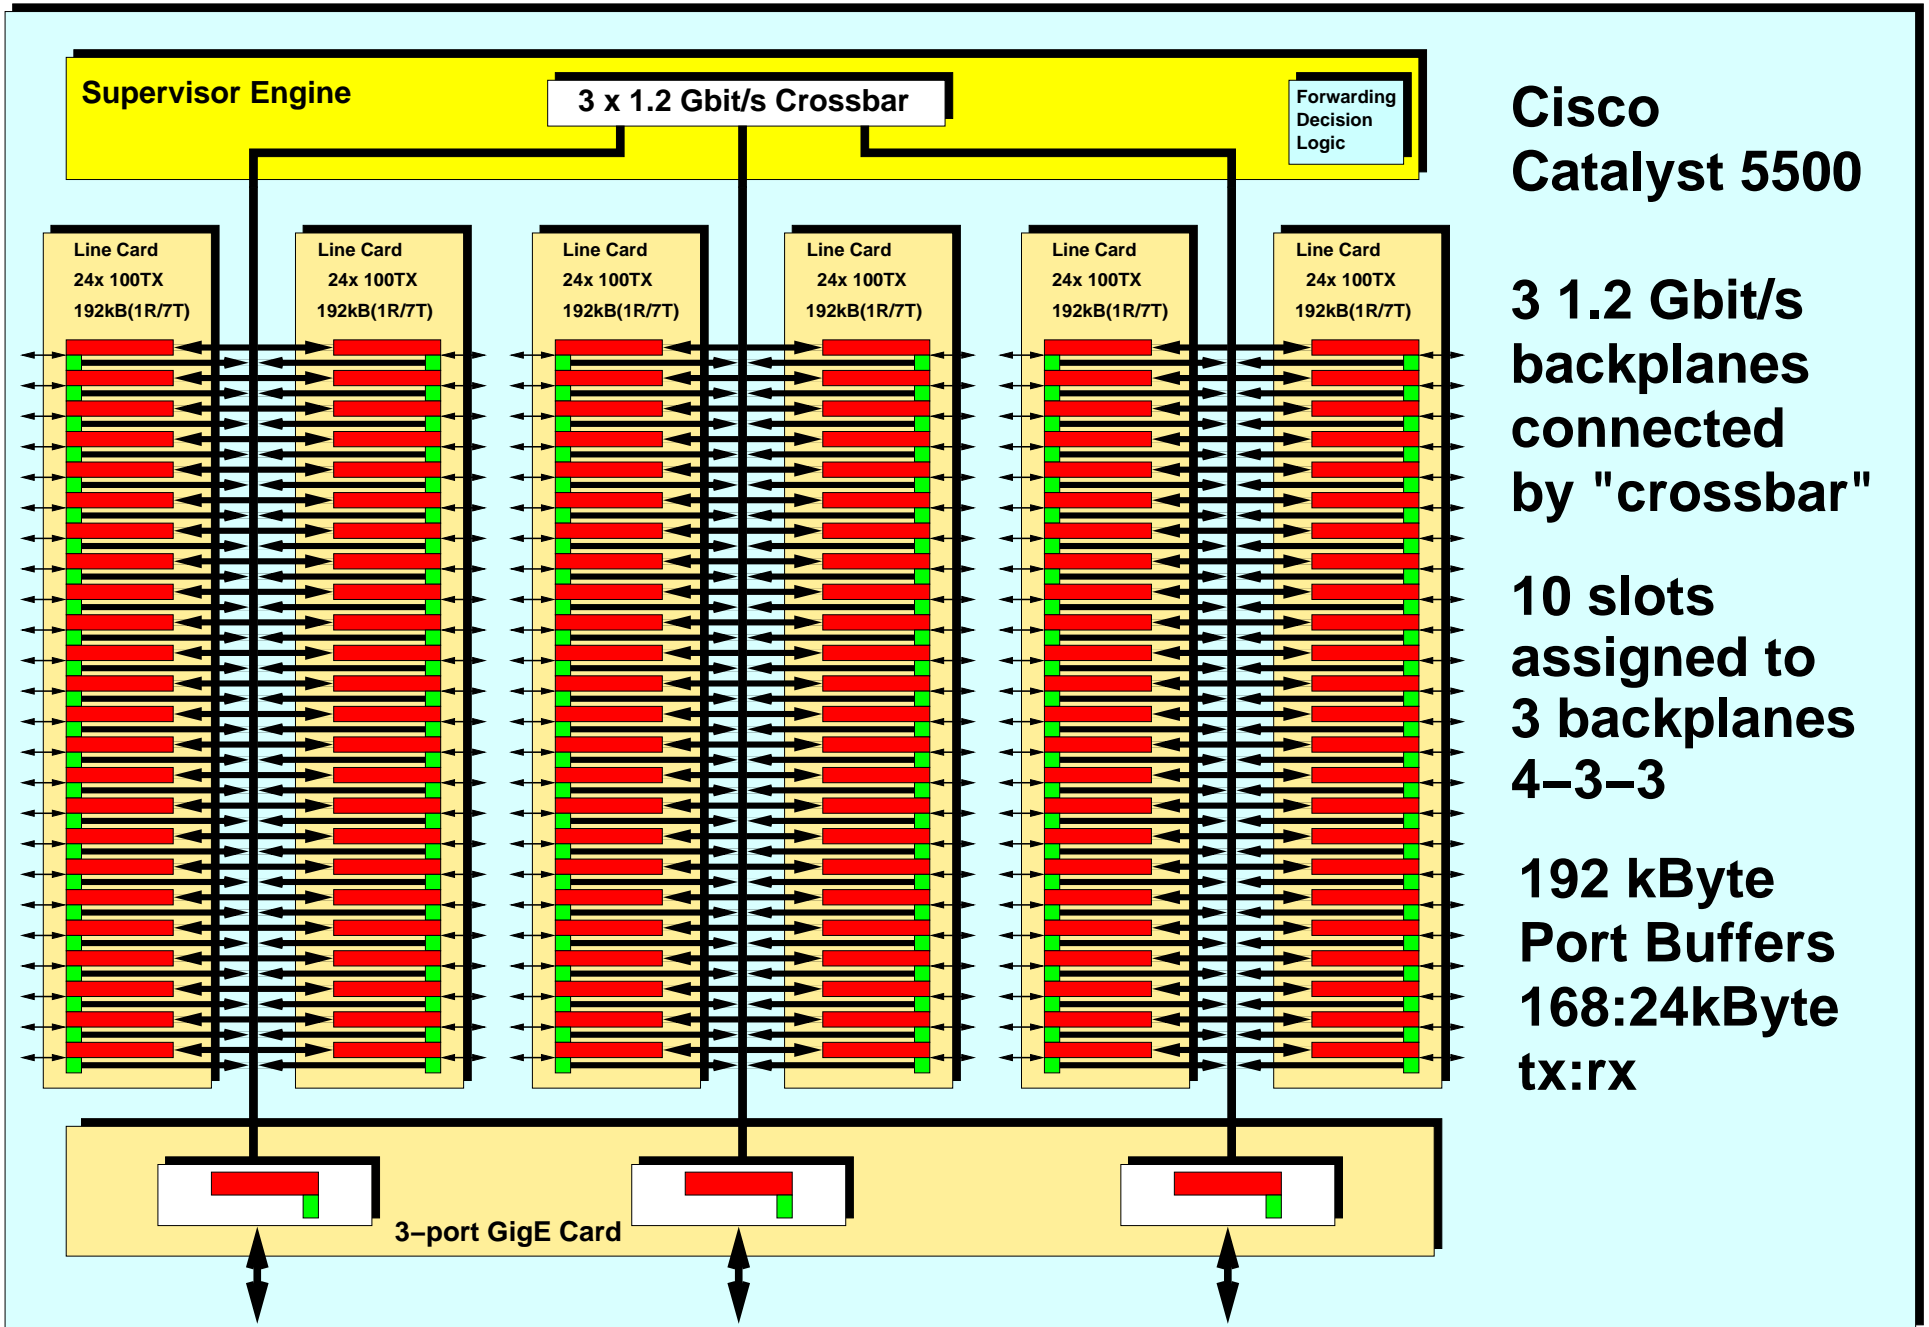 Supervisor Engine
3 x 1.2 Gbit/s Crossbar
Forwarding
Decision
Logic
Line Card
24x 100TX
192kB(1R/7T)
Line Card
24x 100TX
192kB(1R/7T)
Line Card
24x 100TX
192kB(1R/7T)
Line Card
24x 100TX
192kB(1R/7T)
Line Card
24x 100TX
192kB(1R/7T)
Line Card
24x 100TX
192kB(1R/7T)
3–port GigE Card
Cisco
Catalyst 5500
3 1.2 Gbit/s
backplanes
connected
by "crossbar"
10 slots
assigned to
3 backplanes
4–3–3
192 kByte
Port Buffers
168:24kByte
tx:rx